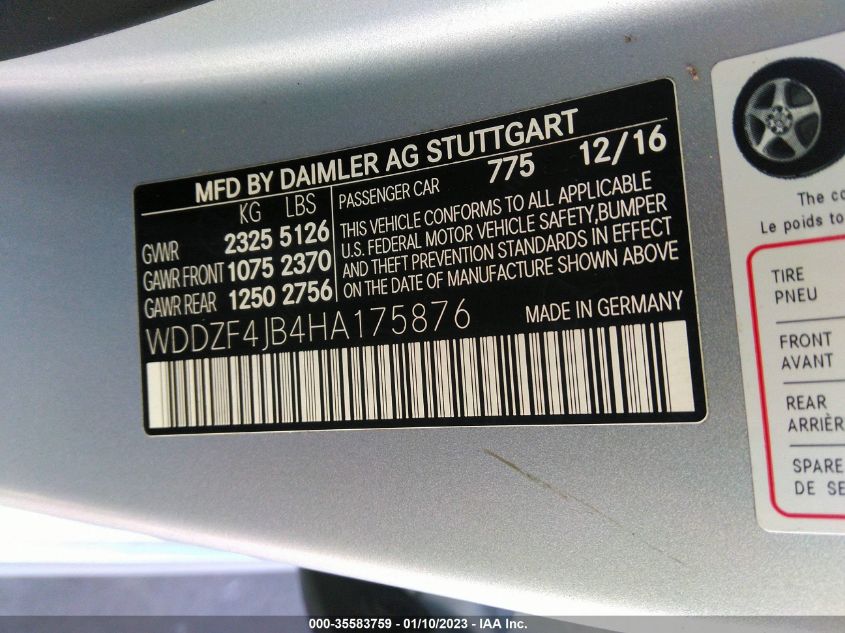 MFD BY DAIMLER AG STUTTGART
KG LBS
GVWR 2325 5126
GAWR FRONT 1075 2370
GAWR REAR 1250 2756
PASSENGER CAR 775 12/16
THIS VEHICLE CONFORMS TO ALL APPLICABLE
U.S. FEDERAL MOTOR VEHICLE SAFETY,BUMPER
AND THEFT PREVENTION STANDARDS IN EFFECT
ON THE DATE OF MANUFACTURE SHOWN ABOVE
WDDZF4JB4HA175876
MADE IN GERMANY
The
Le poids
TIRE
PNEU
FRONT
AVANT
REAR
SPARE
DE
000-35583759 — 01/10/2023 — IAA Inc.